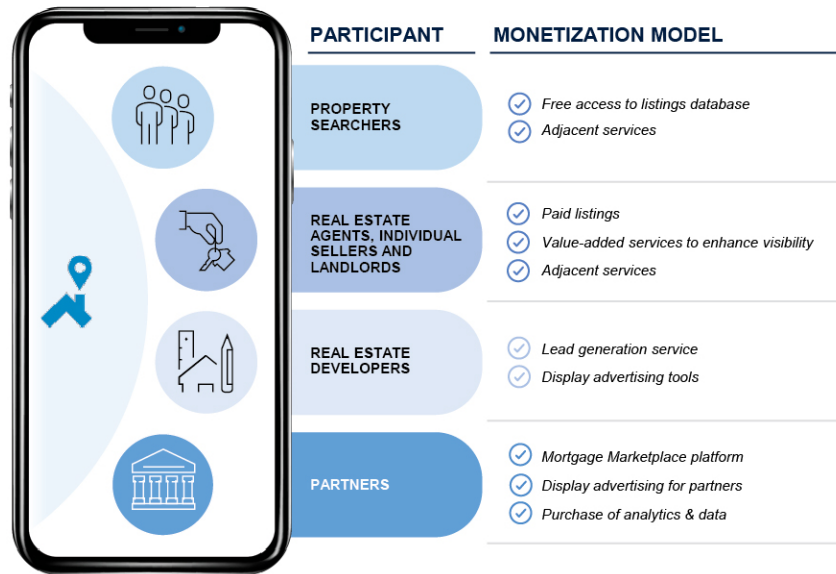 PARTICIPANT
MONETIZATION MODEL
PROPERTY
SEARCHERS
Free access to listings database
Adjacent services
REAL ESTATE
AGENTS, INDIVIDUAL
SELLERS AND
LANDLORDS
Paid listings
Value-added services to enhance visibility
Adjacent services
REAL ESTATE
DEVELOPERS
Lead generation service
Display advertising tools
PARTNERS
Mortgage Marketplace platform
Display advertising for partners
Purchase of analytics & data